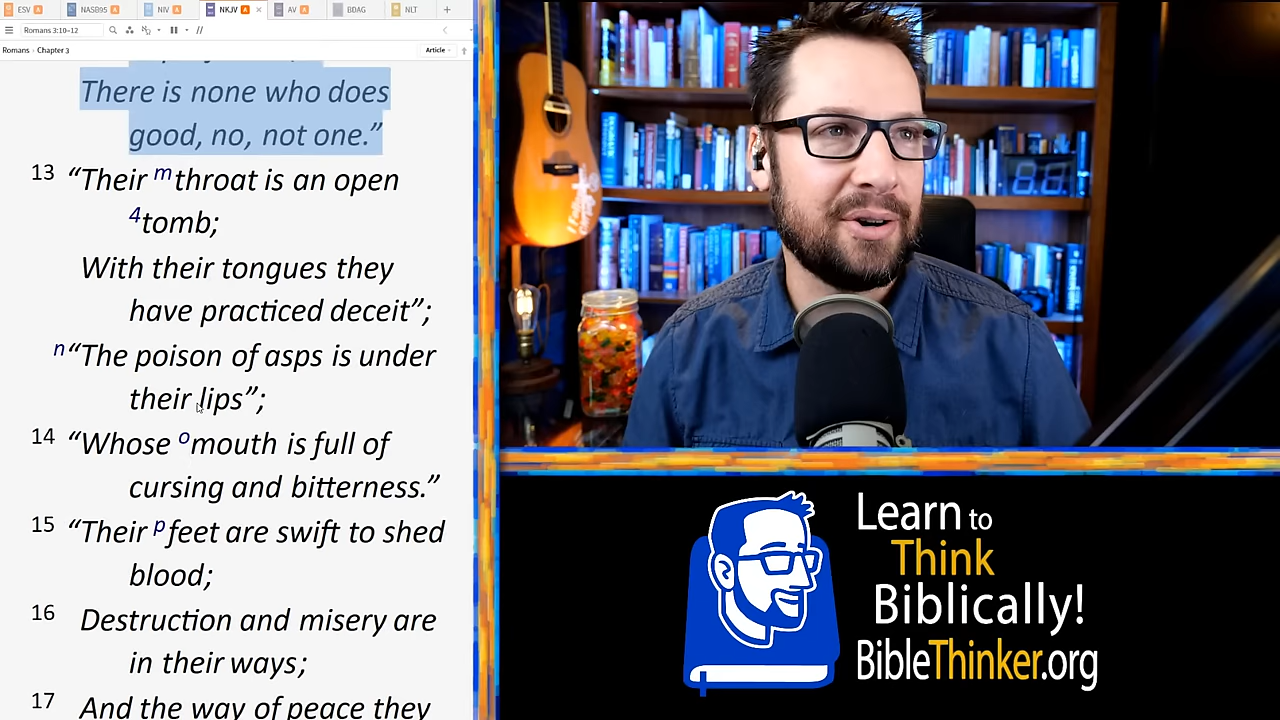 ESV A NASB95 A NIV A NKJV A × AV A BDAG NLT +
Romans 3:10–12
Romans › Chapter 3 Article
There is none who does
good, no, not one.”
13 “Their m throat is an open
4 tomb;
With their tongues they
have practiced deceit”;
n “The poison of asps is under
their lips”;
14 “Whose o mouth is full of
cursing and bitterness.”
15 “Their p feet are swift to shed
blood;
16 Destruction and misery are
in their ways;
17 And the way of peace they
Learn to
Think
Biblically!
BibleThinker.org